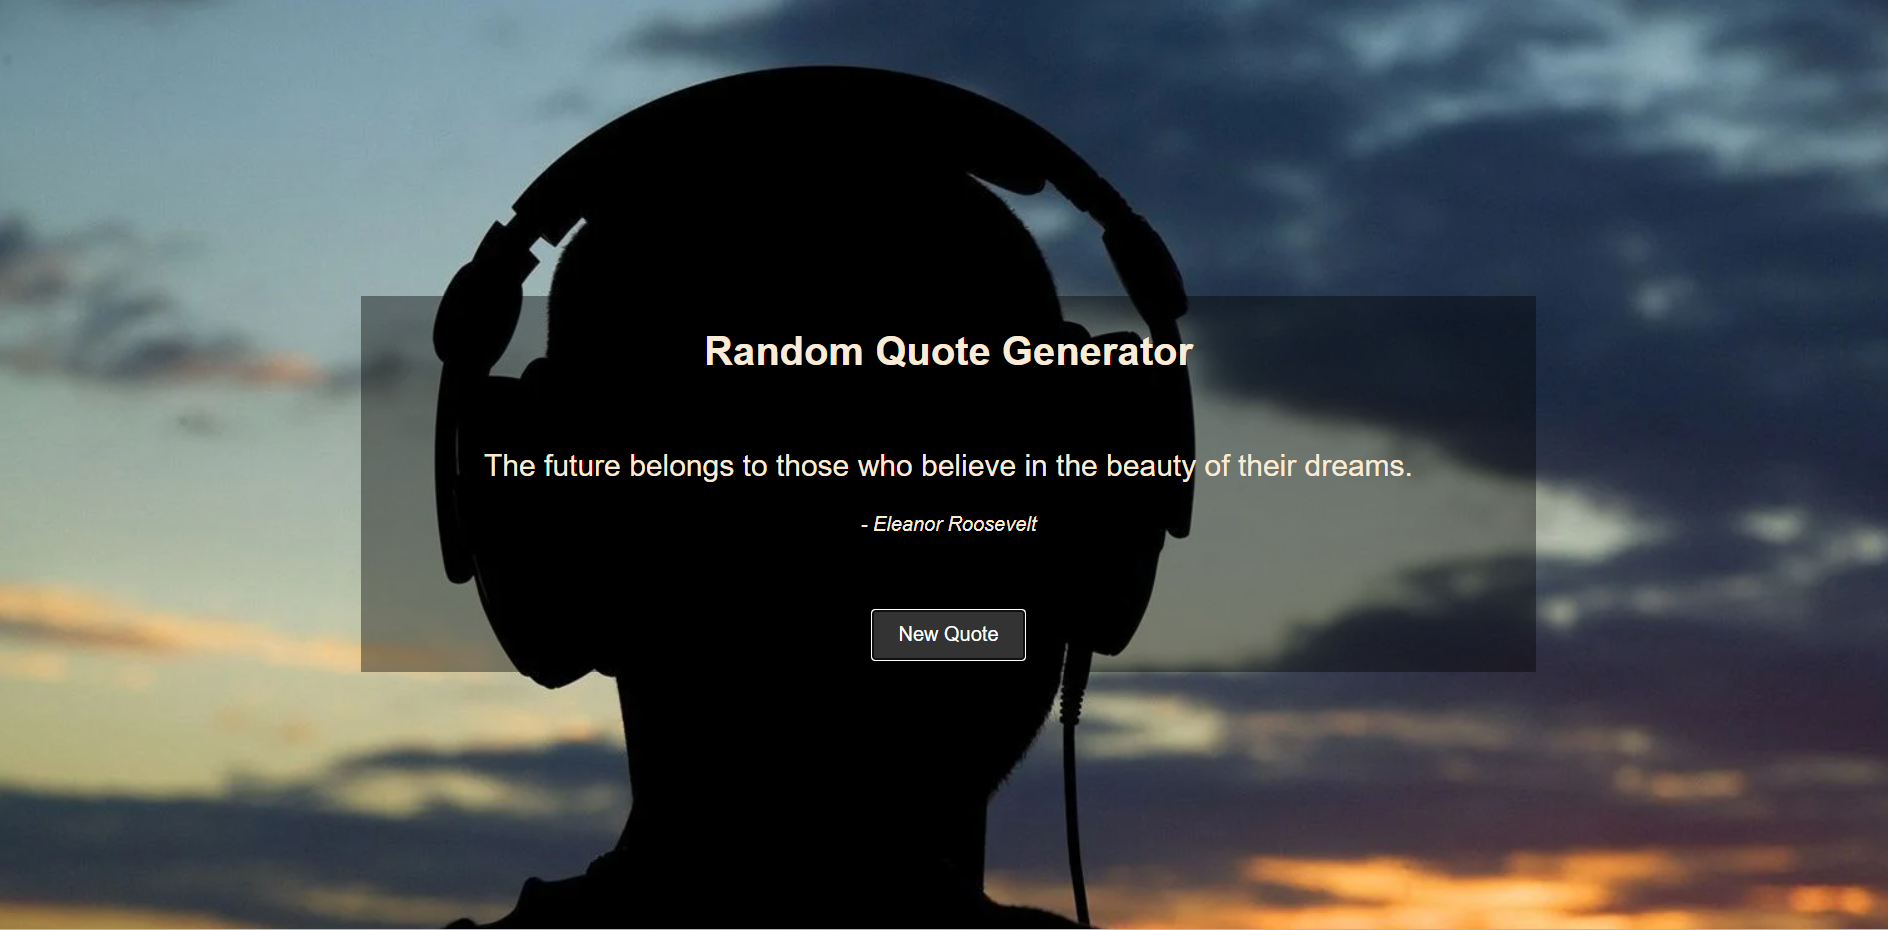 Random Quote Generator
The future belongs to those who believe in the beauty of their dreams.
- Eleanor Roosevelt
New Quote